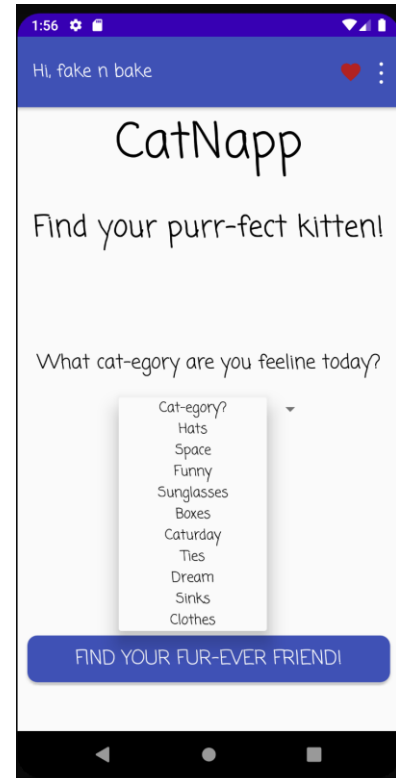 1:56
Hi, fake n bake
CatNapp
Find your purr-fect kitten!
What cat-egory are you feeline today?
Cat-egory?
Hats
Space
Funny
Sunglasses
Boxes
Caturday
Ties
Dream
Sinks
Clothes
FIND YOUR FUR-EVER FRIEND!